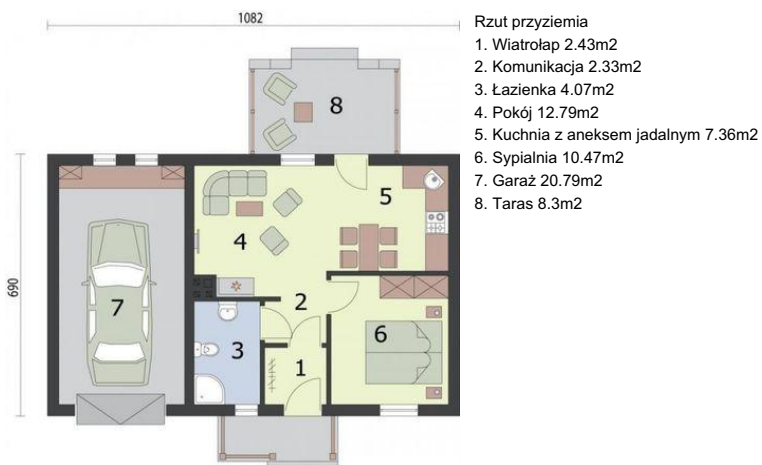 1082
Rzut przyziemia
1. Wiatrołap 2.43m2
2. Komunikacja 2.33m2
3. Łazienka 4.07m2
4. Pokój 12.79m2
5. Kuchnia z aneksem jadalnym 7.36m2
6. Sypialnia 10.47m2
7. Garaż 20.79m2
8. Taras 8.3m2
8
5
4
690
2
7
6
3
1